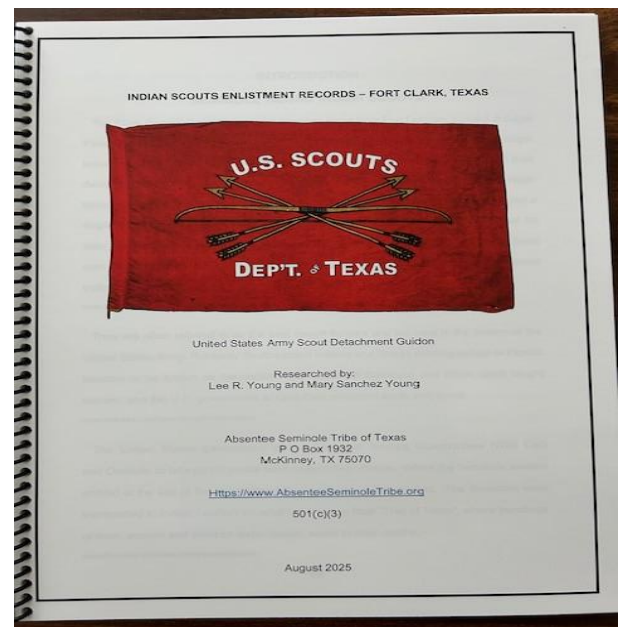 INDIAN SCOUTS ENLISTMENT RECORDS – FORT CLARK, TEXAS
U.S. SCOUTS
DEP'T. of TEXAS
United States Army Scout Detachment Guidon
Researched by:
Lee R. Young and Mary Sanchez Young
Absentee Seminole Tribe of Texas
P O Box 1932
McKinney, TX 75070
Https://www.AbsenteeSeminoleTribe.org
501(c)(3)
August 2025